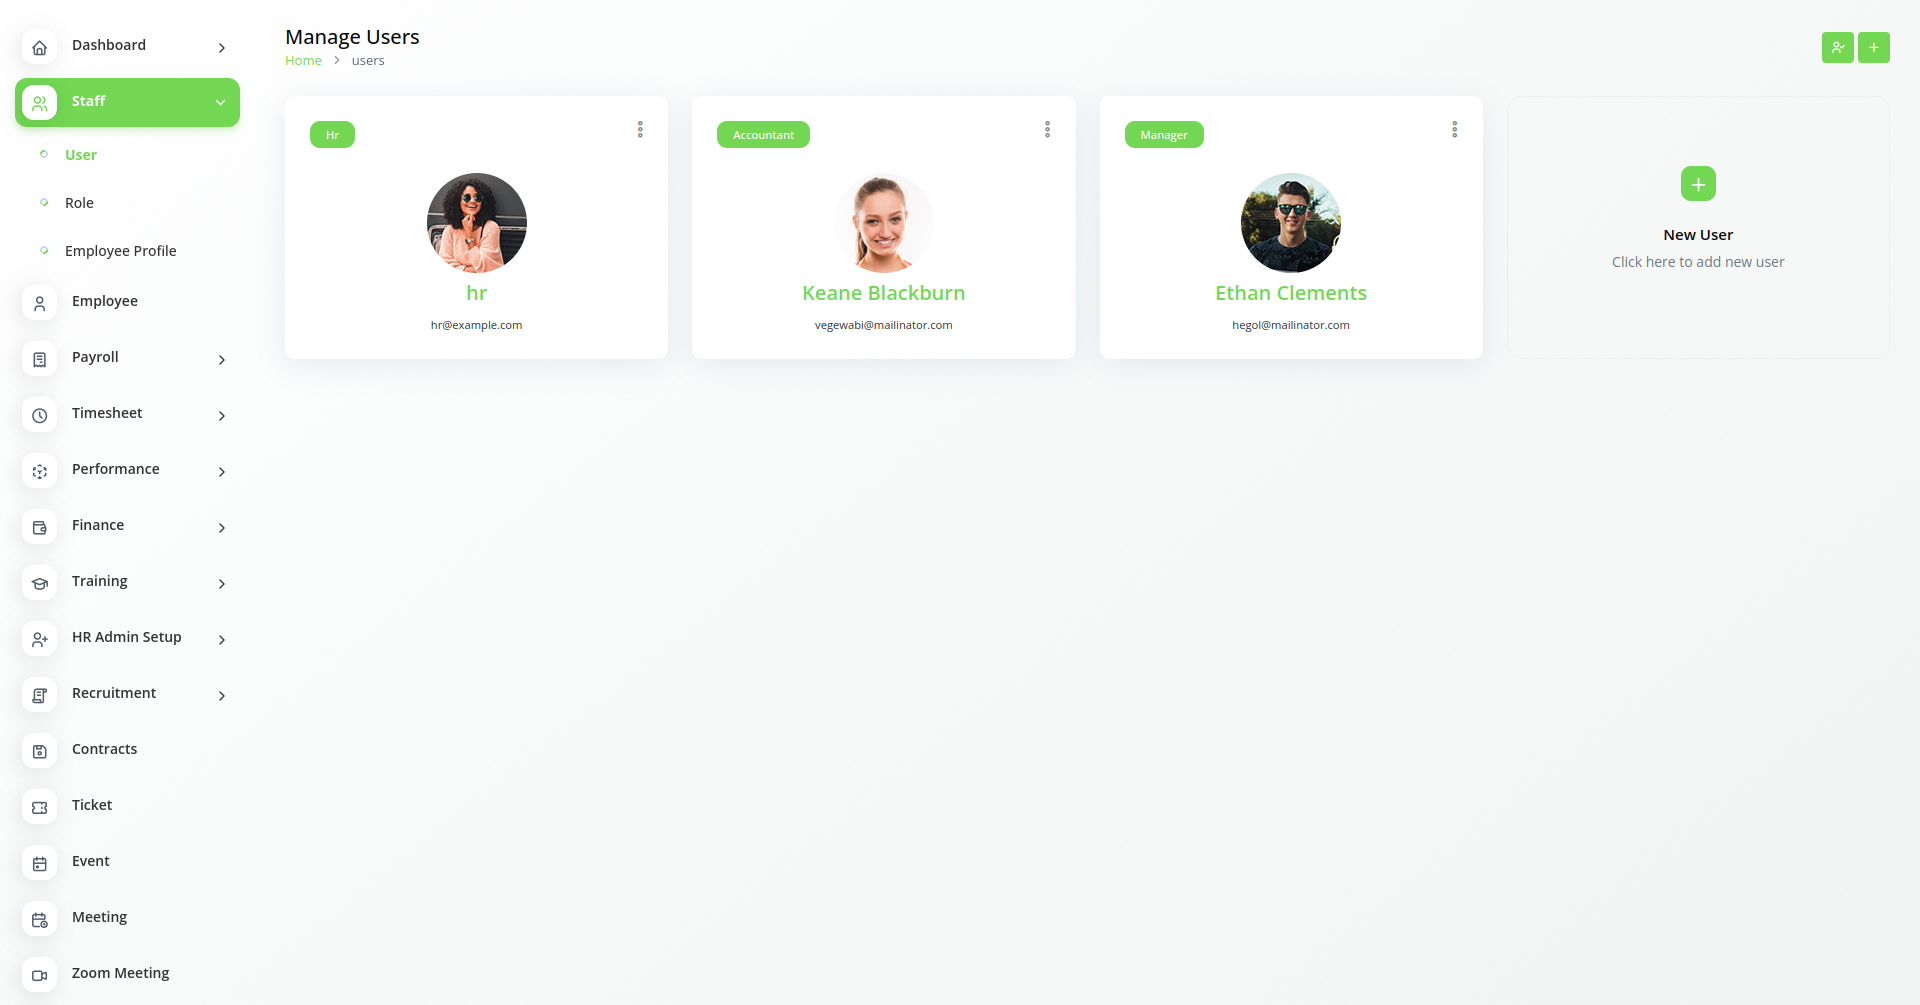 Dashboard
Staff
User
Role
Employee Profile
Employee
Payroll
Timesheet
Performance
Finance
Training
HR Admin Setup
Recruitment
Contracts
Ticket
Event
Meeting
Zoom Meeting
Manage Users
Home users
Hr
hr
hr@example.com
Accountant
Keane Blackburn
vegewabi@mailinator.com
Manager
Ethan Clements
hegol@mailinator.com
New User
Click here to add new user